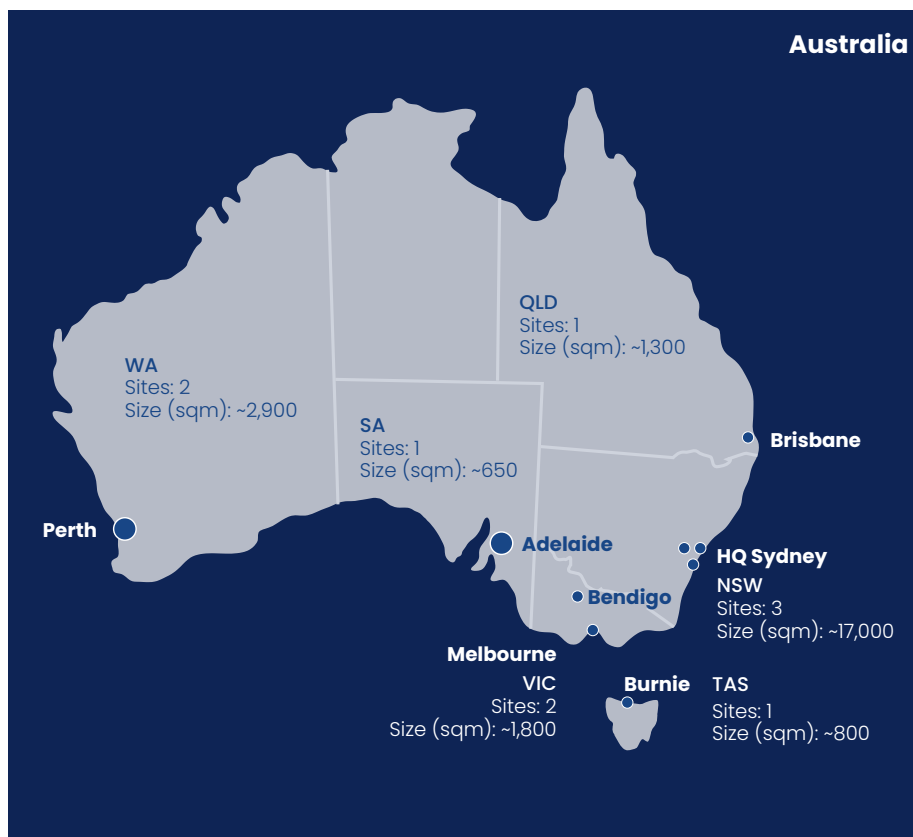 Australia
QLD
Sites: 1
Size (sqm): ~1,300
WA
Sites: 2
Size (sqm): ~2,900
SA
Sites: 1
Size (sqm): ~650
Brisbane
Perth
Adelaide
HQ Sydney
NSW
Sites: 3
Size (sqm): ~17,000
Bendigo
Melbourne
VIC
Sites: 2
Size (sqm): ~1,800
Burnie
TAS
Sites: 1
Size (sqm): ~800